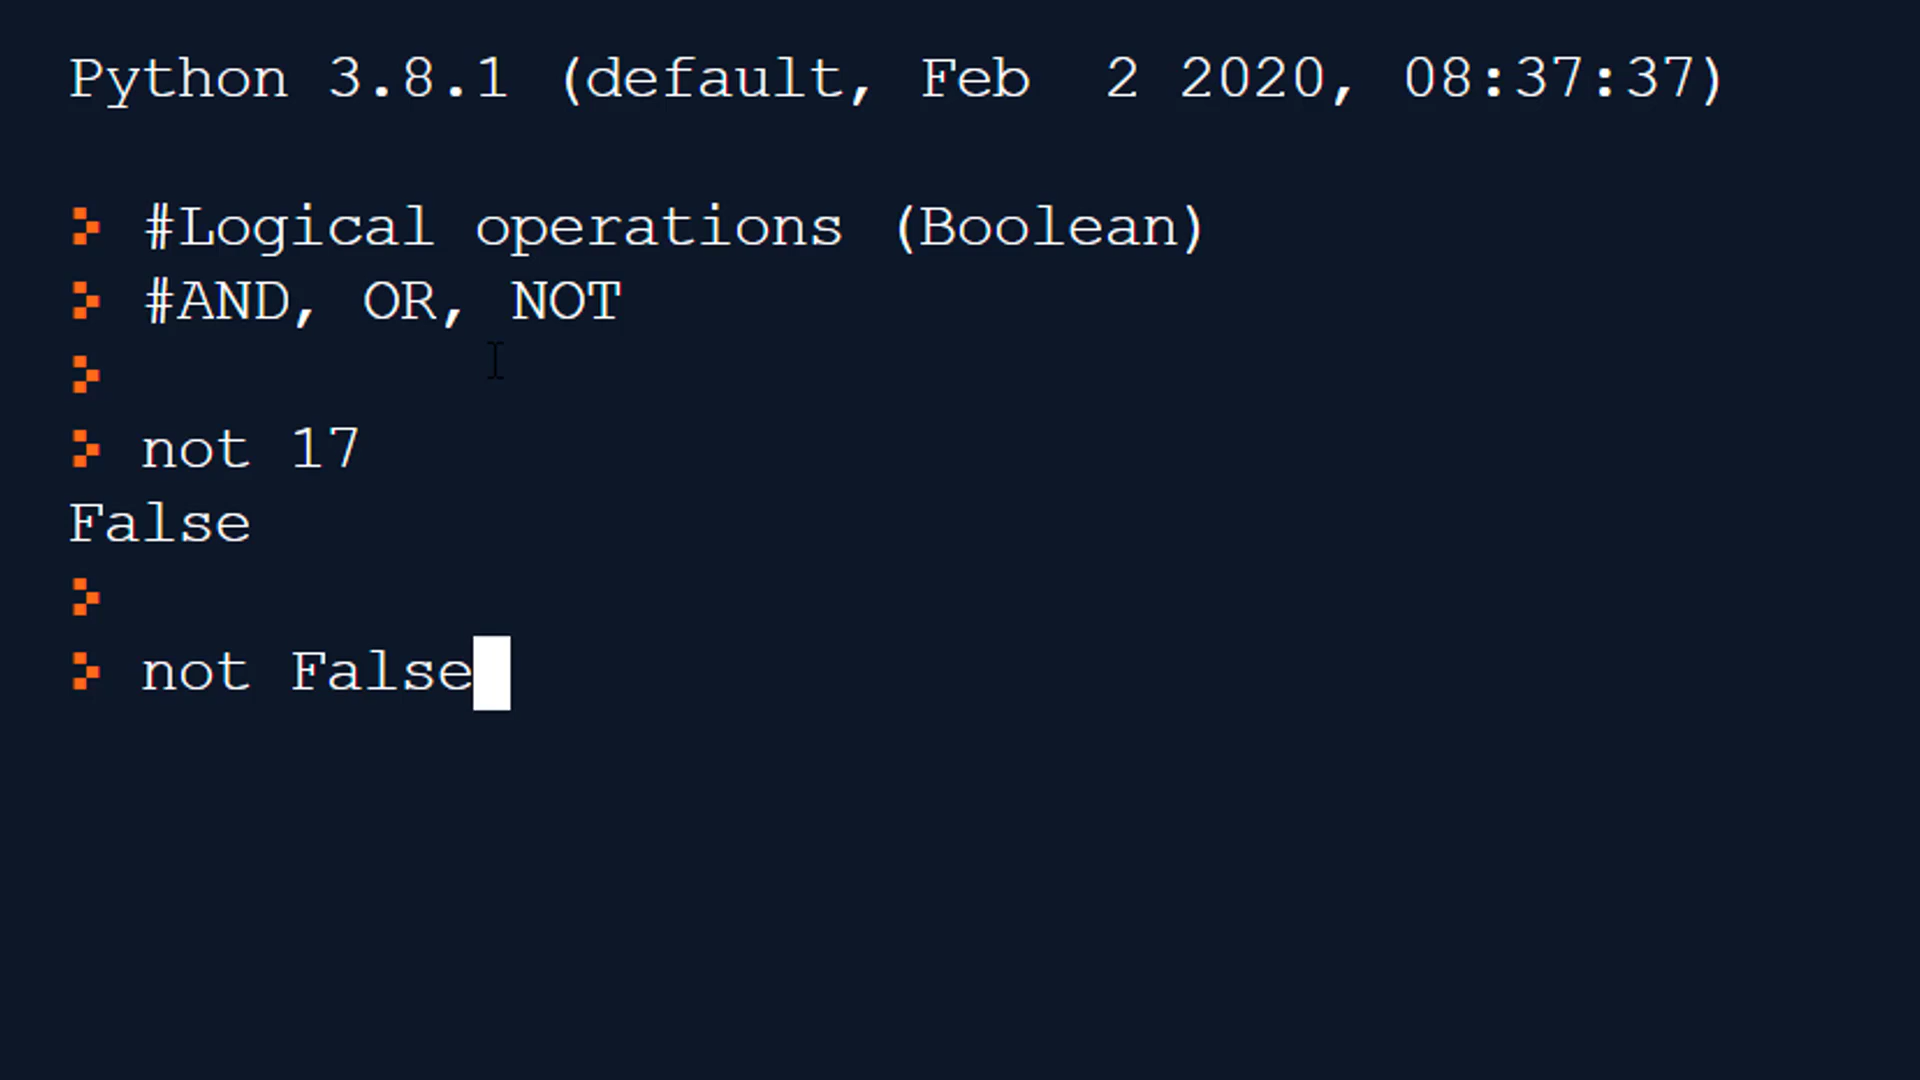 Python 3.8.1 (default, Feb  2 2020, 08:37:37)
#Logical operations (Boolean)
#AND, OR, NOT
not 17
False
not False